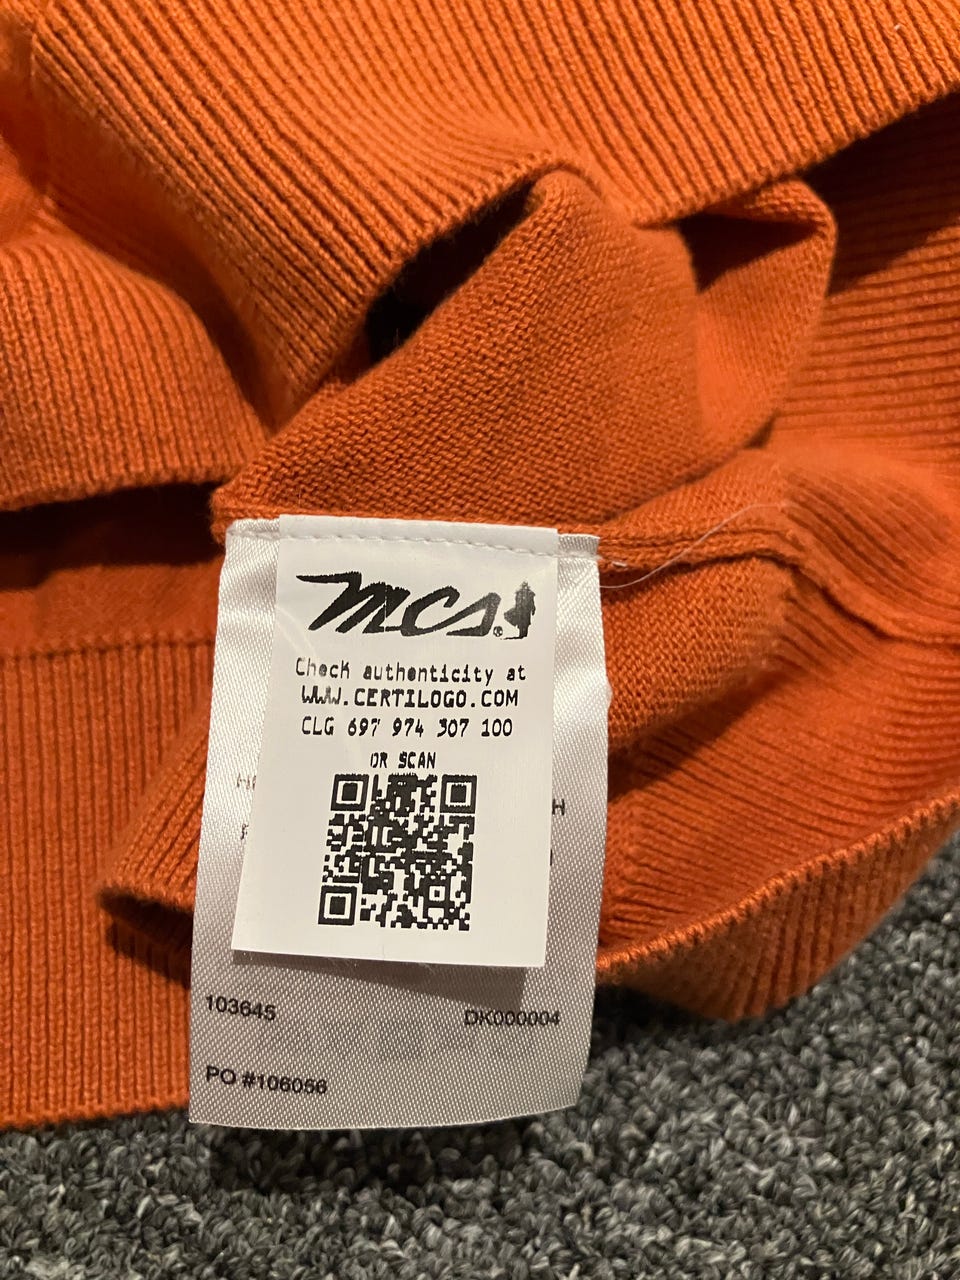 mcs.
Check authenticity at
WWW.CERTILOGO.COM
CLG 697 974 307 100
OR SCAN
H
103645 DK000004
PO #106056